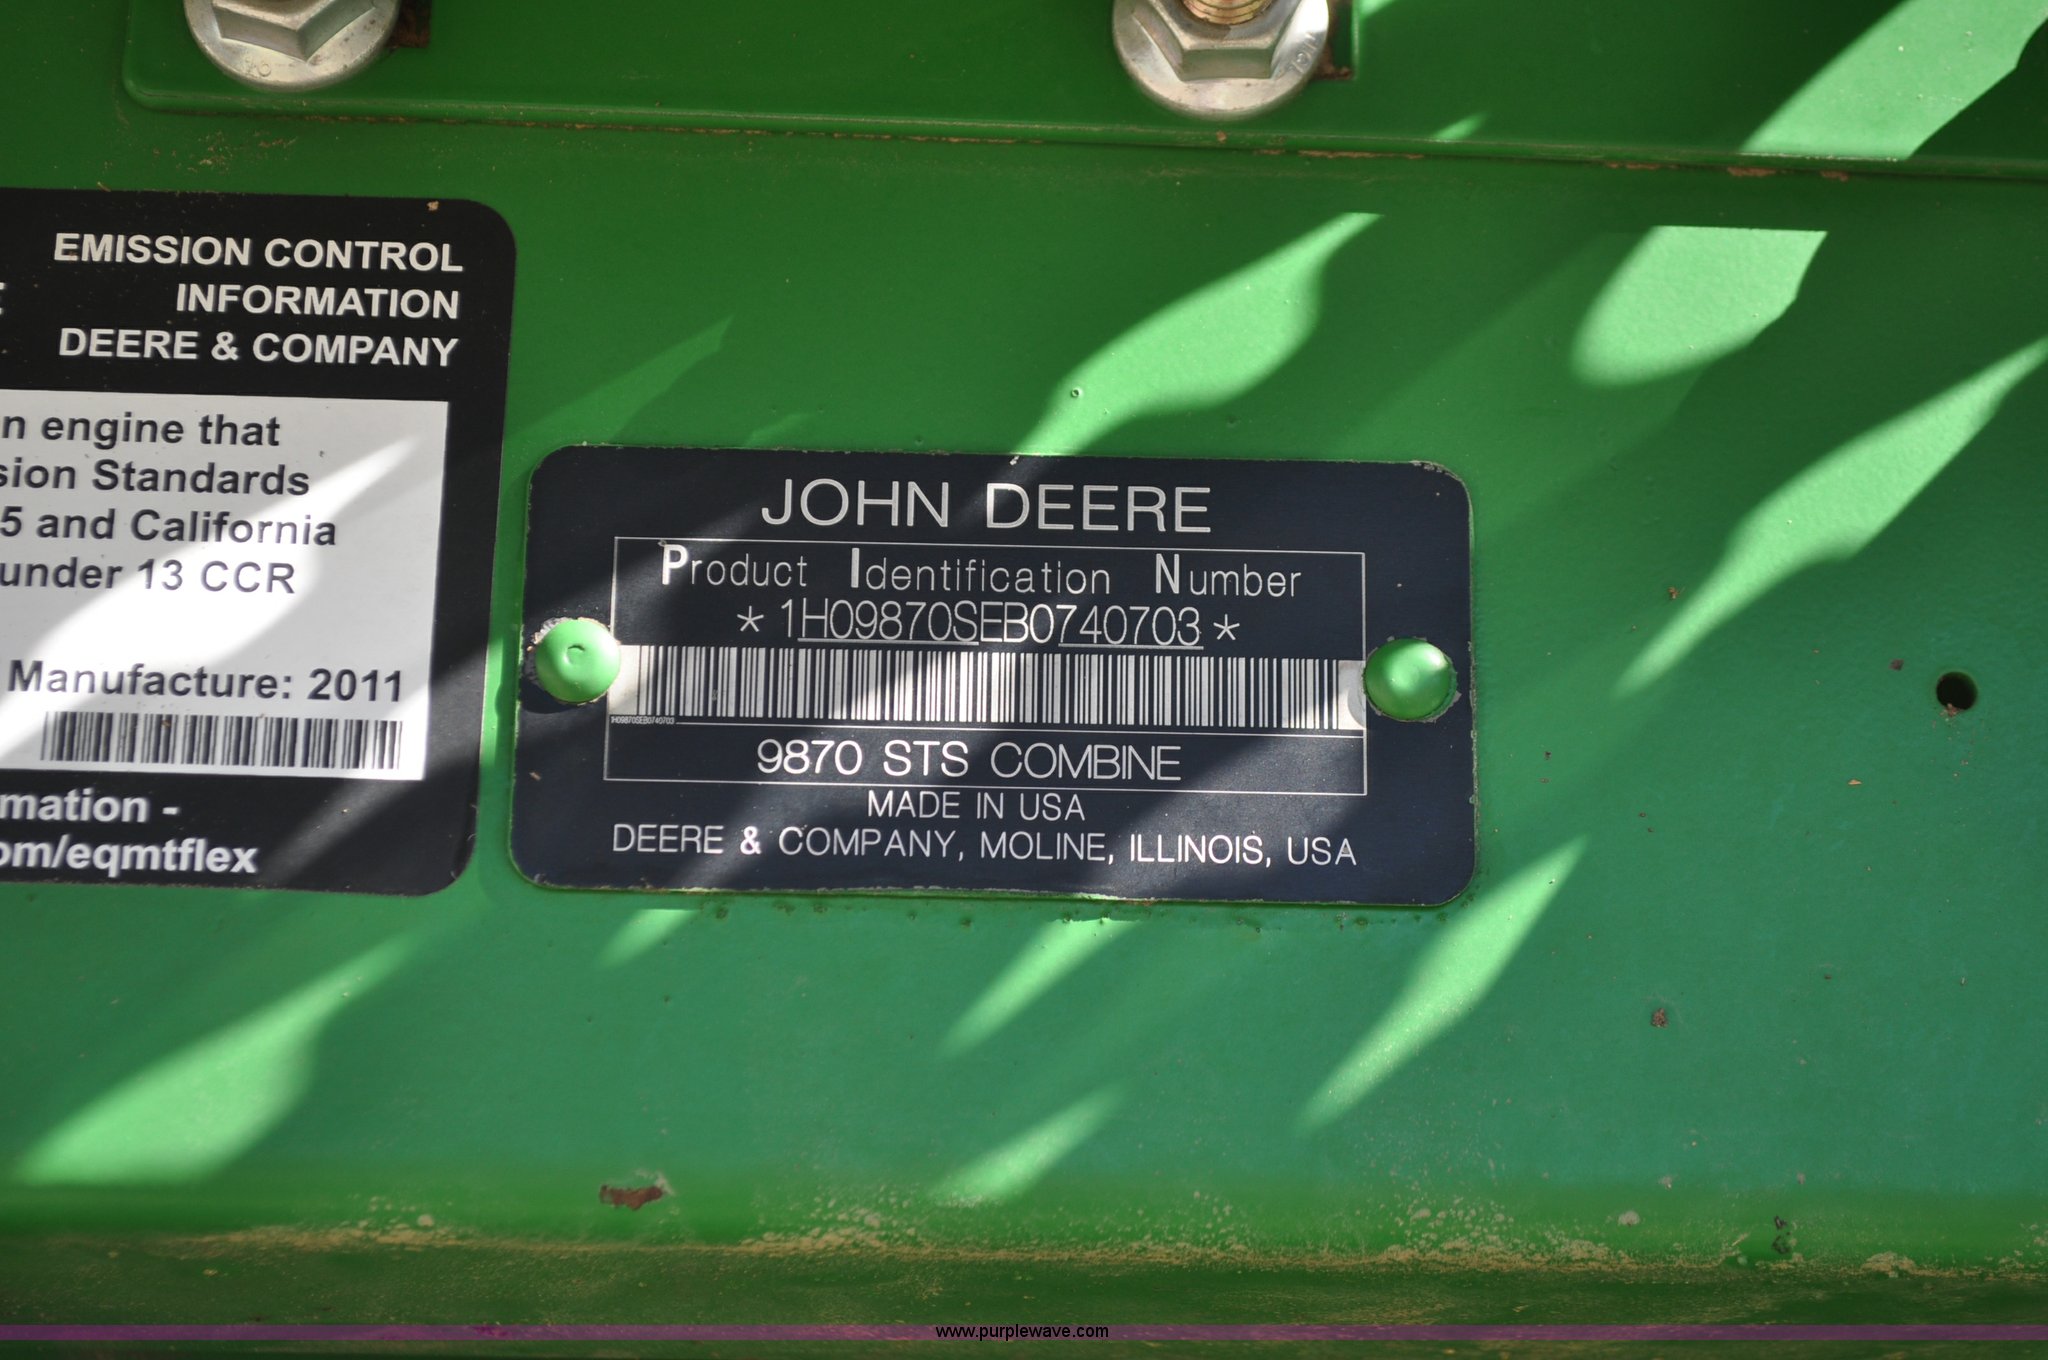 EMISSION CONTROL
INFORMATION
DEERE & COMPANY
n engine that
sion Standards
5 and California
under 13 CCR
Manufacture: 2011
mation -
om/eqmtflex
JOHN DEERE
Product Identification Number
* 1H09870SEB0740703 *
1H09870SEB0740703
9870 STS COMBINE
MADE IN USA
DEERE & COMPANY, MOLINE, ILLINOIS, USA
www.purplewave.com